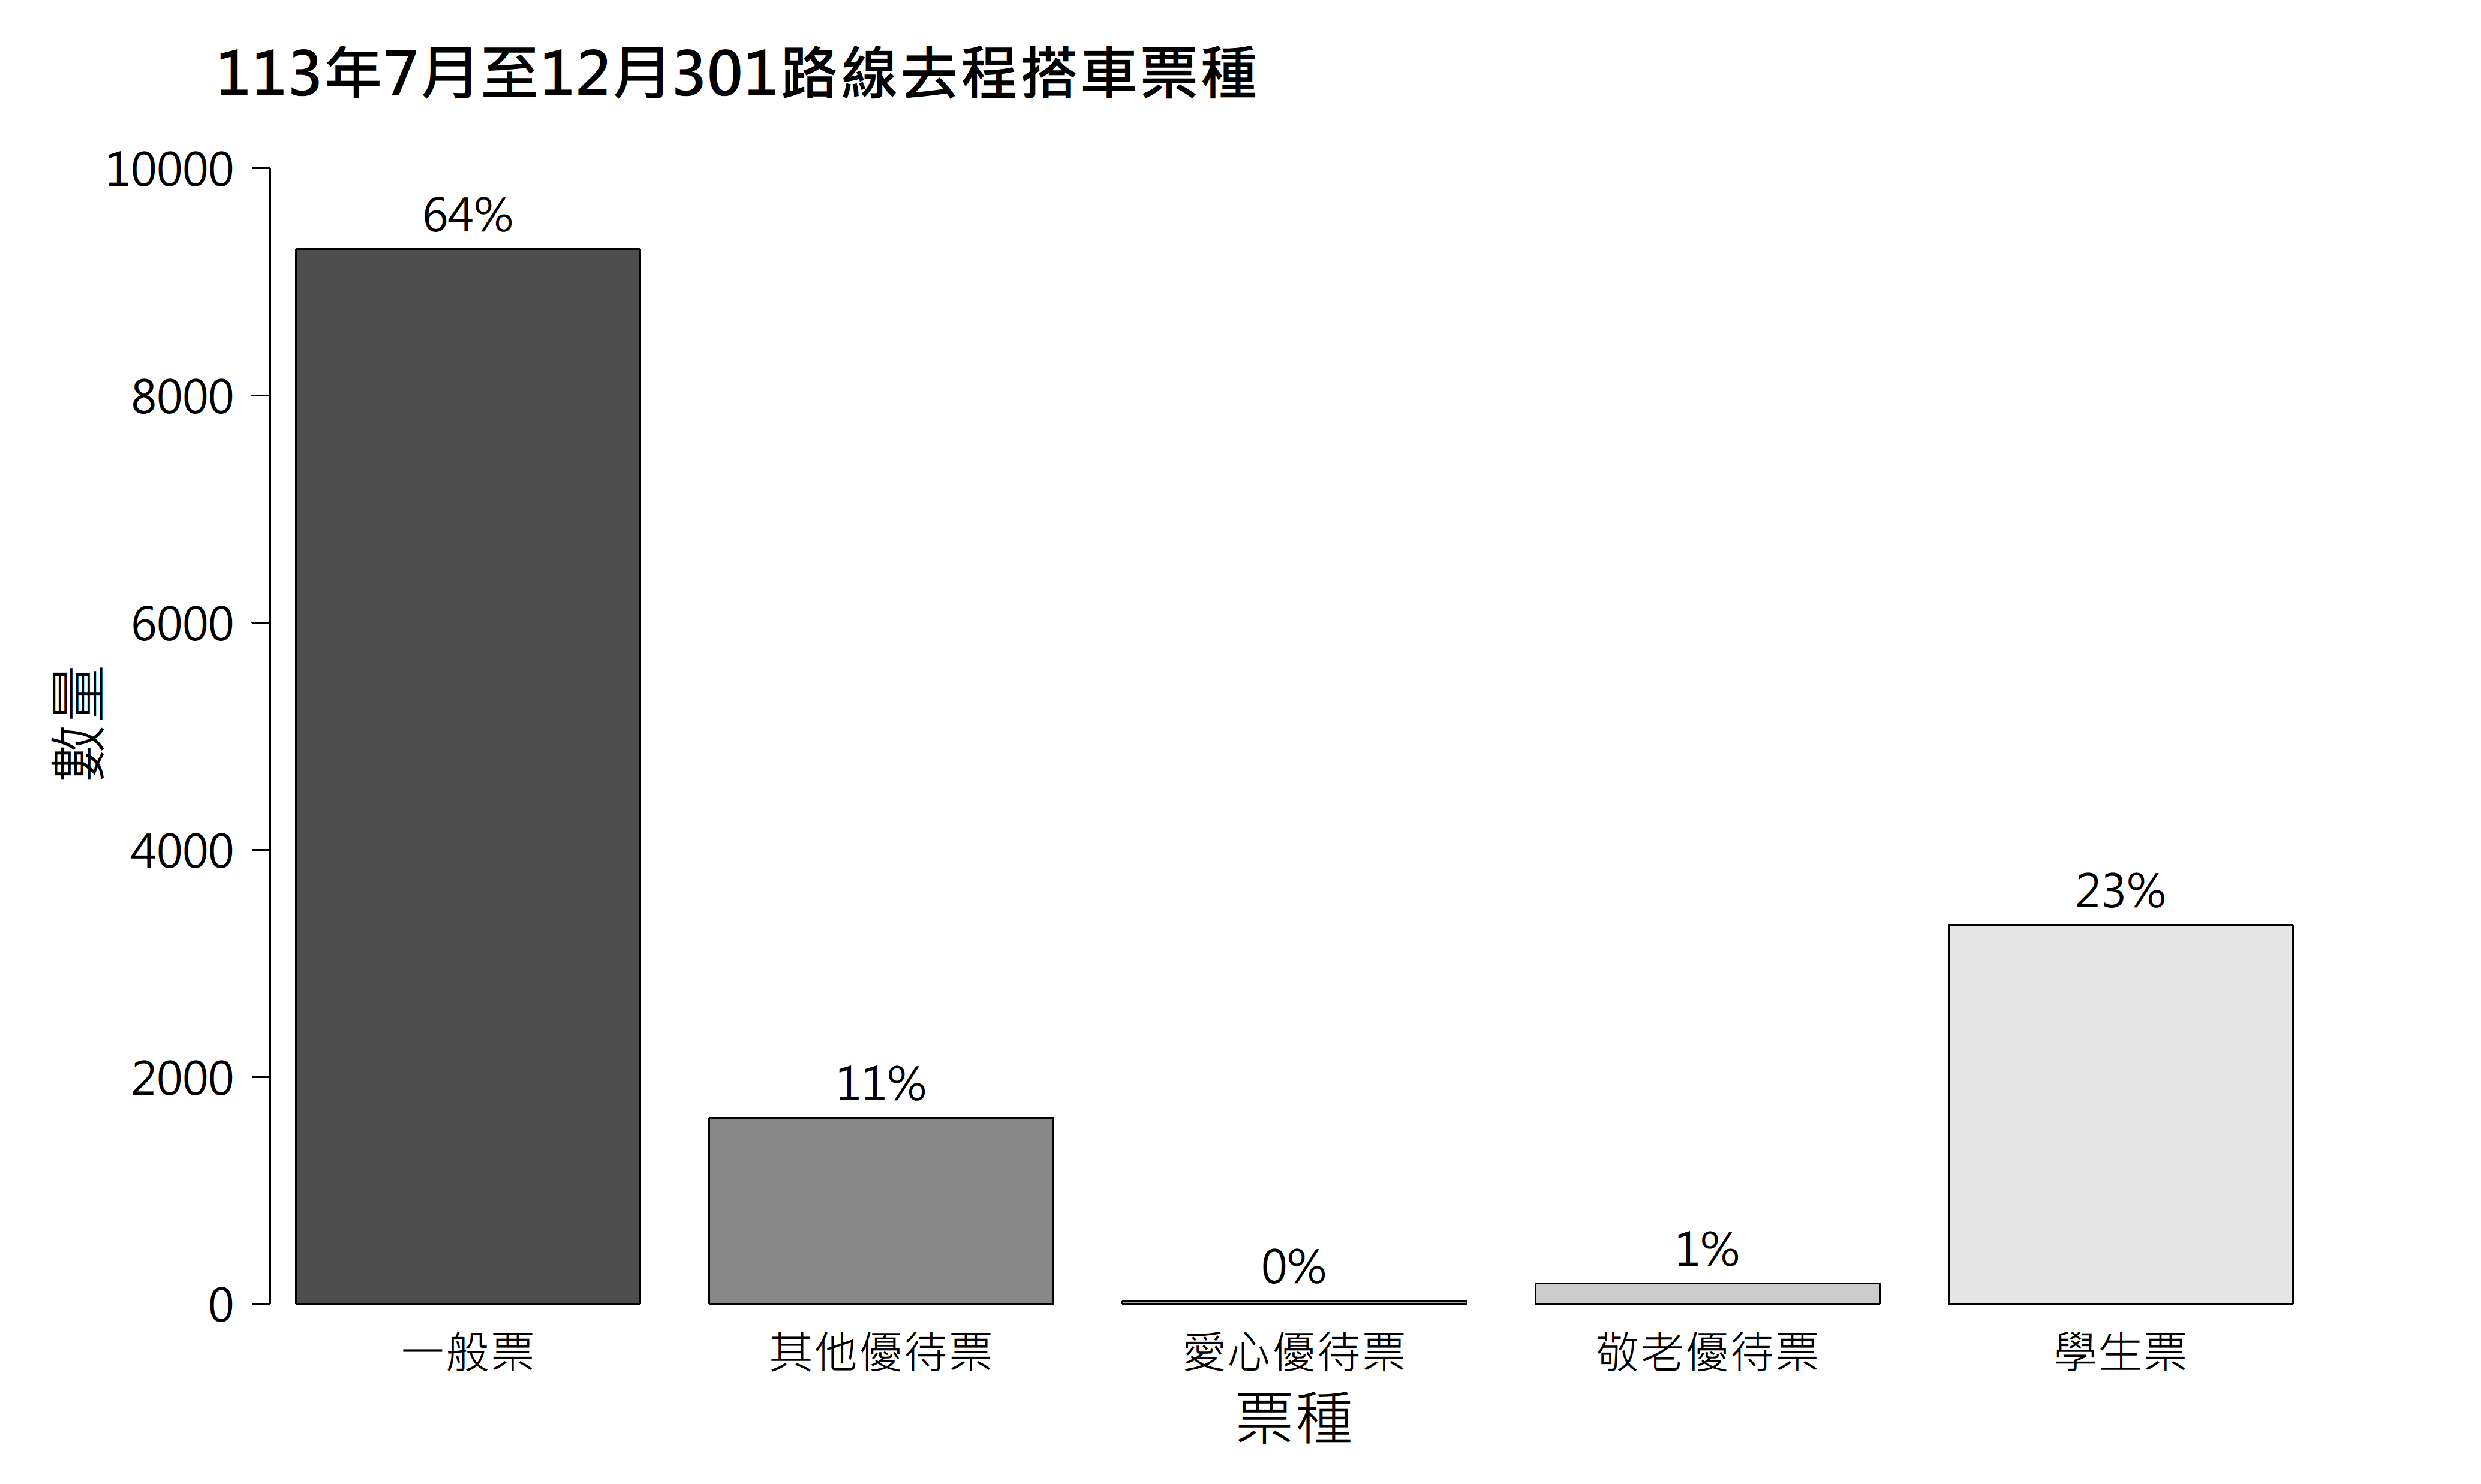 113年7月至12月301路線去程搭車票種
10000
8000
6000
4000
2000
0
數量
64%
11%
0%
1%
23%
一般票
其他優待票
愛心優待票
敬老優待票
學生票
票種